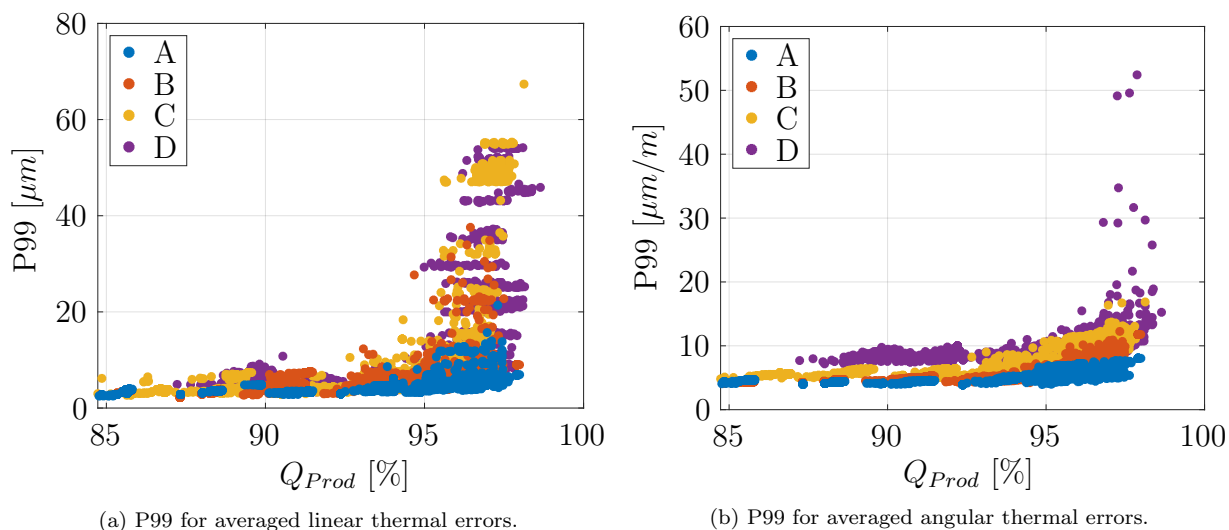 80
60
40
20
0
P99 [μm]
A
B
C
D
85 90 95 100
Q_Prod [%]
(a) P99 for averaged linear thermal errors.
60
50
40
30
20
10
0
P99 [μm/m]
A
B
C
D
85 90 95 100
Q_Prod [%]
(b) P99 for averaged angular thermal errors.